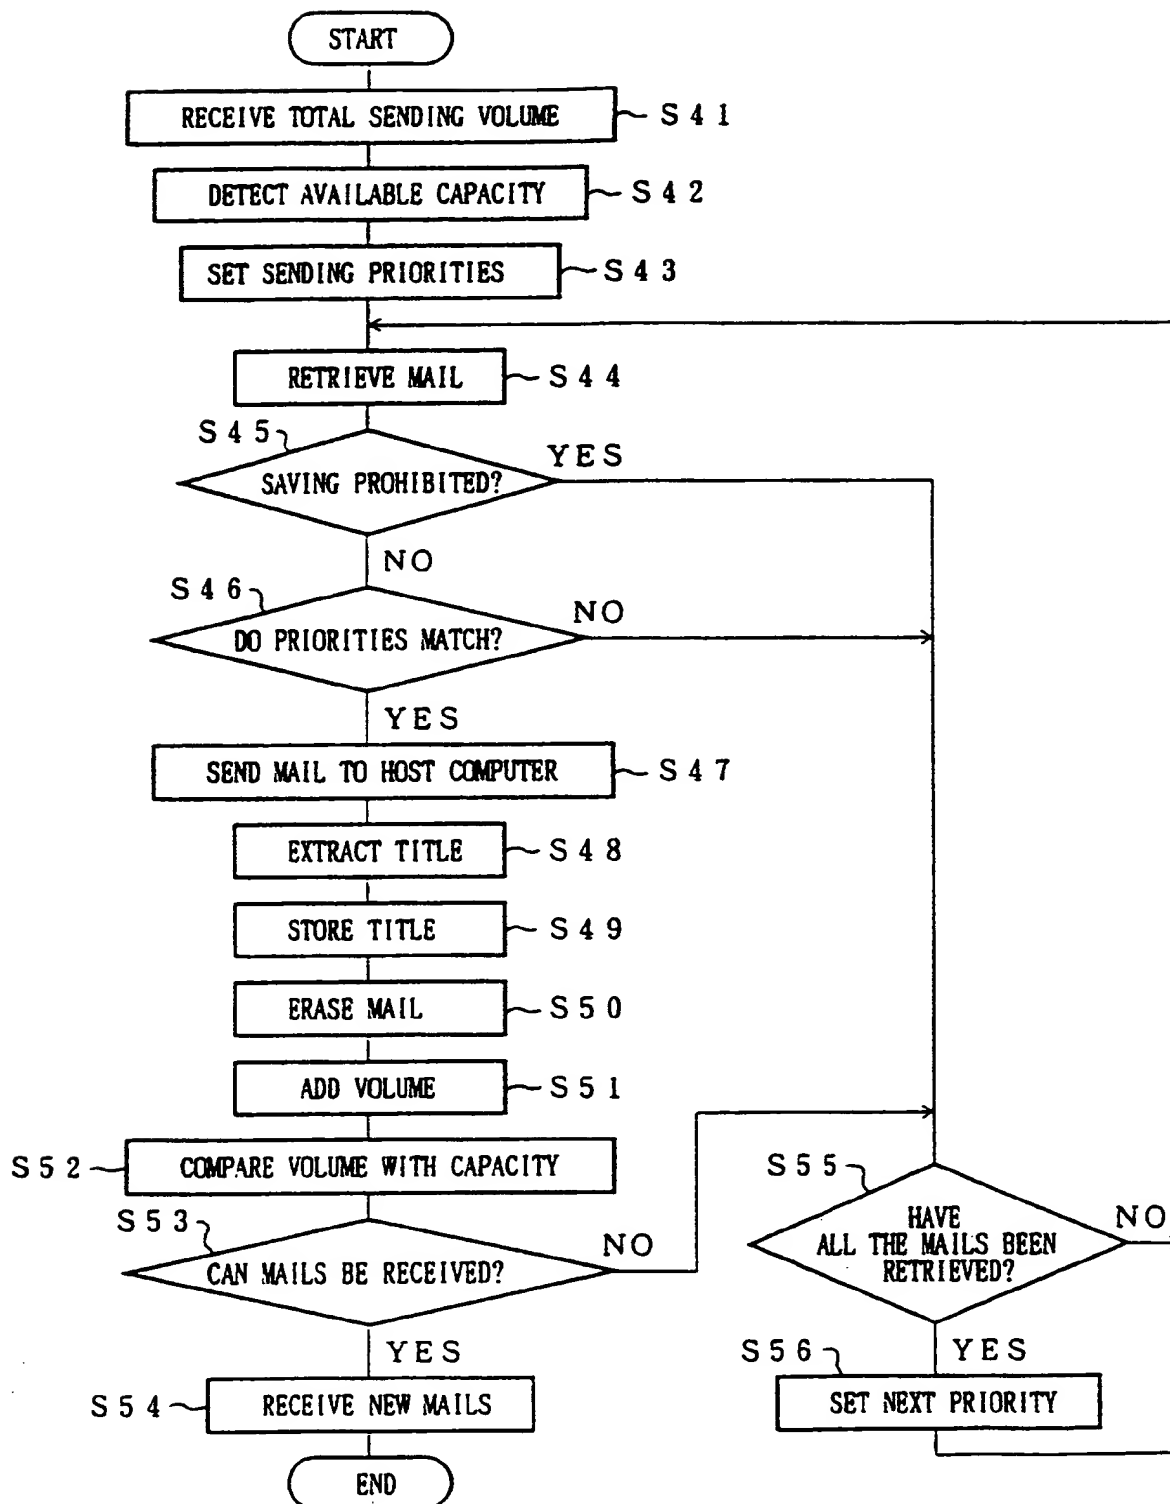 START
RECEIVE TOTAL SENDING VOLUME S41
DETECT AVAILABLE CAPACITY S42
SET SENDING PRIORITIES S43
RETRIEVE MAIL S44
S45
SAVING PROHIBITED? YES
NO
S46
DO PRIORITIES MATCH? NO
YES
SEND MAIL TO HOST COMPUTER S47
EXTRACT TITLE S48
STORE TITLE S49
ERASE MAIL S50
ADD VOLUME S51
S52 COMPARE VOLUME WITH CAPACITY
S53
CAN MAILS BE RECEIVED? NO
YES
S54 RECEIVE NEW MAILS
END
S55
HAVE
ALL THE MAILS BEEN
RETRIEVED?
NO
YES
S56
SET NEXT PRIORITY